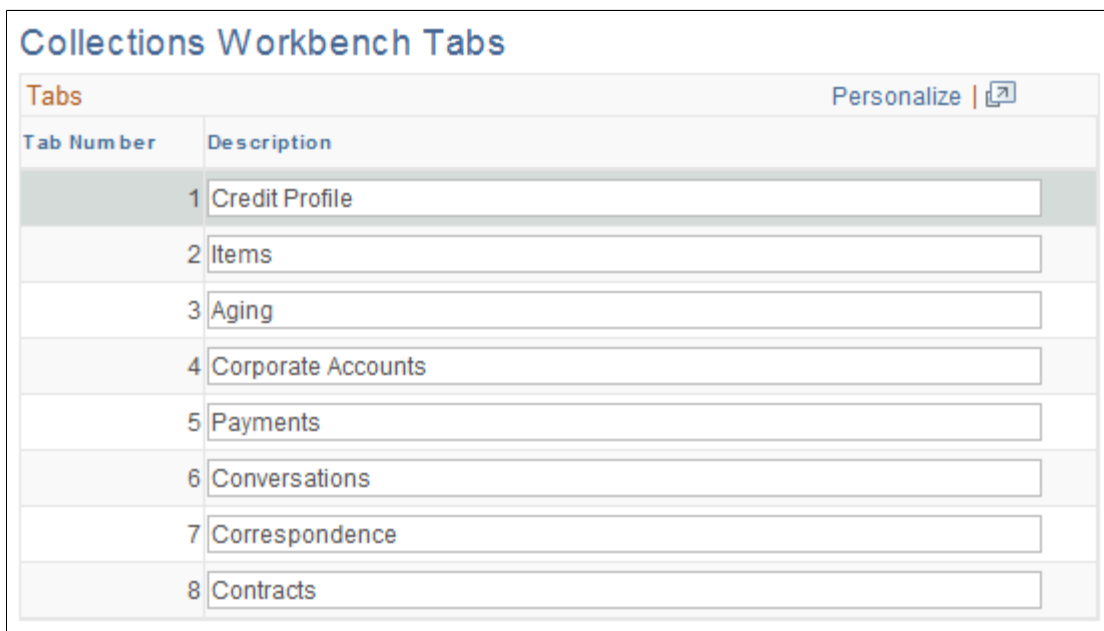 Collections Workbench Tabs
Tabs Personalize |
Tab Number Description
1 Credit Profile
2 Items
3 Aging
4 Corporate Accounts
5 Payments
6 Conversations
7 Correspondence
8 Contracts